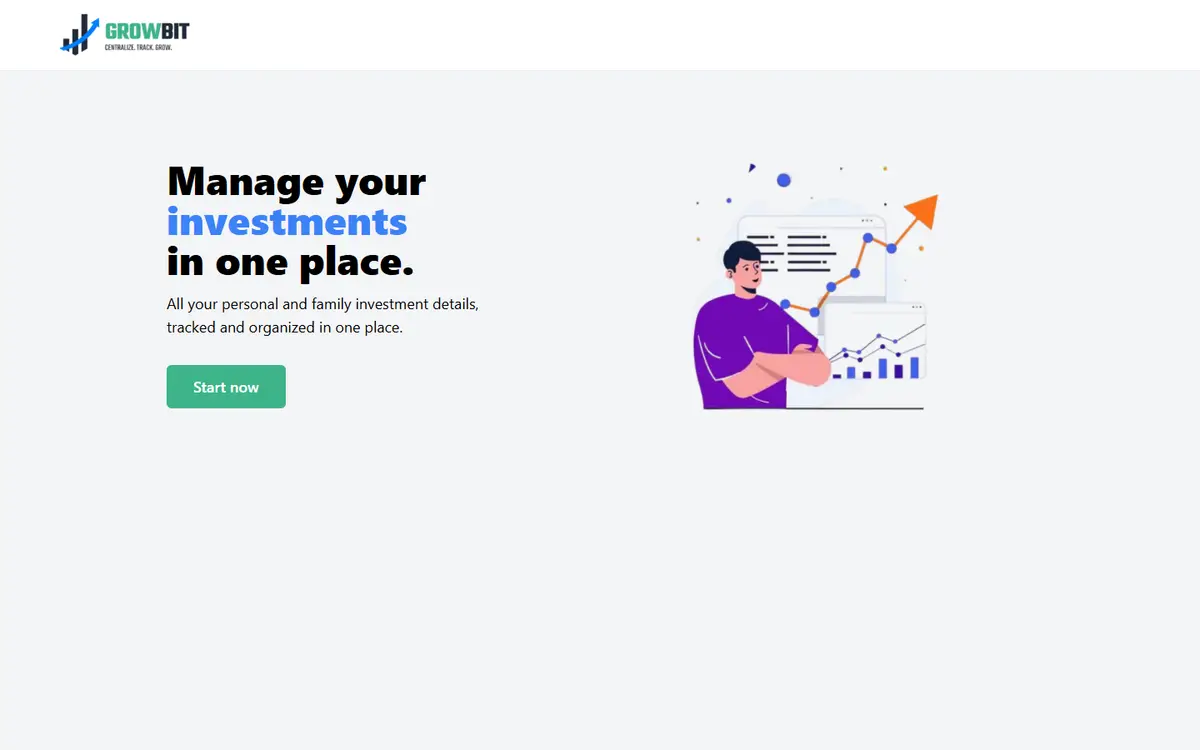 GROWBIT
CENTRALIZE. TRACK. GROW.
Manage your
investments
in one place.
All your personal and family investment details,
tracked and organized in one place.
Start now